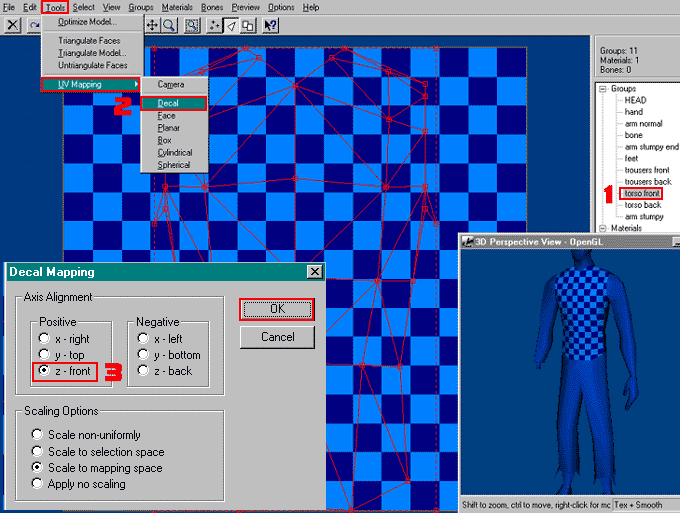 File Edit Tools Select View Groups Materials Bones Preview Options Help
Optimize Model...
Triangulate Faces
Triangulate Model...
Untriangulate Faces
UV Mapping
2
Camera
Decal
Face
Planar
Box
Cylindrical
Spherical
Groups: 11
Materials: 1
Bones: 0
Groups
HEAD
hand
arm normal
bone
arm stumpy end
feet
trousers front
trousers back
1 torso front
torso back
arm stumpy
Materials
3D Perspective View - OpenGL
Shift to zoom, ctrl to move, right-click for mc Tex + Smooth
Decal Mapping
Axis Alignment
Positive
x - right
y - top
z - front 3
Negative
x - left
y - bottom
z - back
OK
Cancel
Scaling Options
Scale non-uniformly
Scale to selection space
Scale to mapping space
Apply no scaling